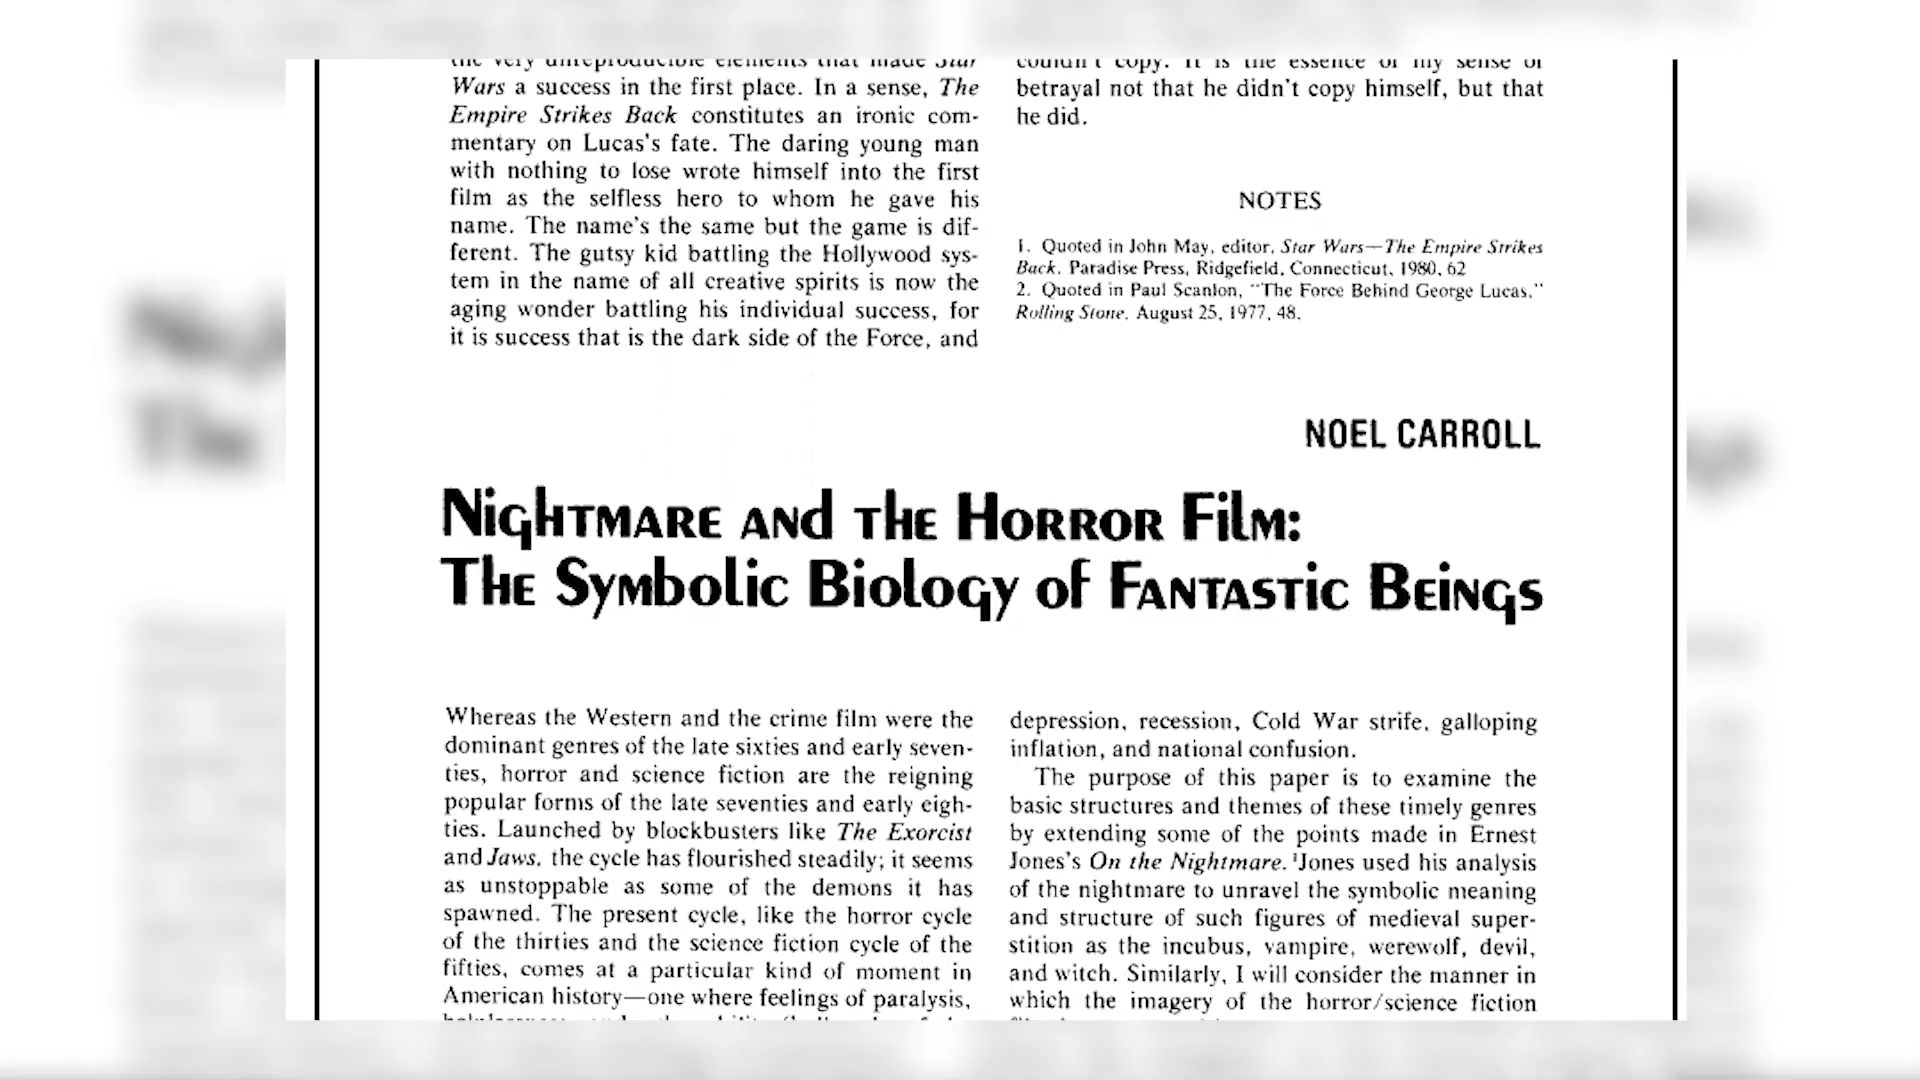 the very unreproducible elements that made Star
Wars a success in the first place. In a sense, The
Empire Strikes Back constitutes an ironic com-
mentary on Lucas's fate. The daring young man
with nothing to lose wrote himself into the first
film as the selfless hero to whom he gave his
name. The name's the same but the game is dif-
ferent. The gutsy kid battling the Hollywood sys-
tem in the name of all creative spirits is now the
aging wonder battling his individual success, for
it is success that is the dark side of the Force, and
couldn't copy. It is the essence of my sense of
betrayal not that he didn't copy himself, but that
he did.
NOTES
1. Quoted in John May, editor, Star Wars—The Empire Strikes
Back, Paradise Press, Ridgefield, Connecticut, 1980, 62
2. Quoted in Paul Scanlon, "The Force Behind George Lucas,"
Rolling Stone, August 25, 1977, 48.
NOEL CARROLL
Nightmare and the Horror Film:
The Symbolic Biology of Fantastic Beings
Whereas the Western and the crime film were the
dominant genres of the late sixties and early seven-
ties, horror and science fiction are the reigning
popular forms of the late seventies and early eigh-
ties. Launched by blockbusters like The Exorcist
and Jaws, the cycle has flourished steadily; it seems
as unstoppable as some of the demons it has
spawned. The present cycle, like the horror cycle
of the thirties and the science fiction cycle of the
fifties, comes at a particular kind of moment in
American history—one where feelings of paralysis,
depression, recession, Cold War strife, galloping
inflation, and national confusion.
The purpose of this paper is to examine the
basic structures and themes of these timely genres
by extending some of the points made in Ernest
Jones's On the Nightmare.¹ Jones used his analysis
of the nightmare to unravel the symbolic meaning
and structure of such figures of medieval super-
stition as the incubus, vampire, werewolf, devil,
and witch. Similarly, I will consider the manner in
which the imagery of the horror/science fiction